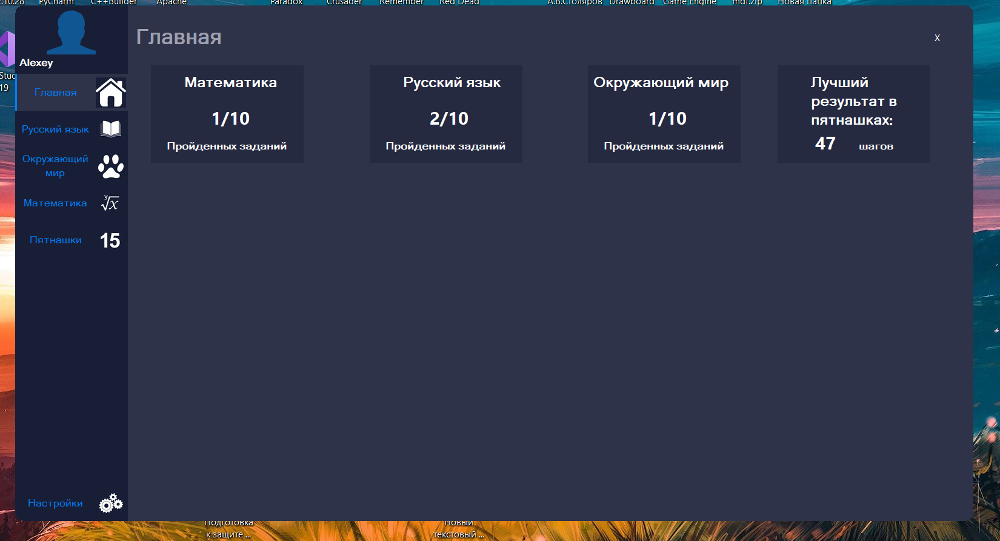 .10.28 PyCharm C++Builder Apache Paradox Crusader Remember Red Dead А.В.Столяров Drawboard Game Engine mdf.zip Новая папка
Alexey
Главная
Русский язык
Окружающий
мир
Математика
Пятнашки
15
Настройки
Главная
X
Математика
1/10
Пройденных заданий
Русский язык
2/10
Пройденных заданий
Окружающий мир
1/10
Пройденных заданий
Лучший
результат в
пятнашках:
47 шагов
Stuc
19
y√x
Подготовка
к защите ...
Новый
текстовый ...